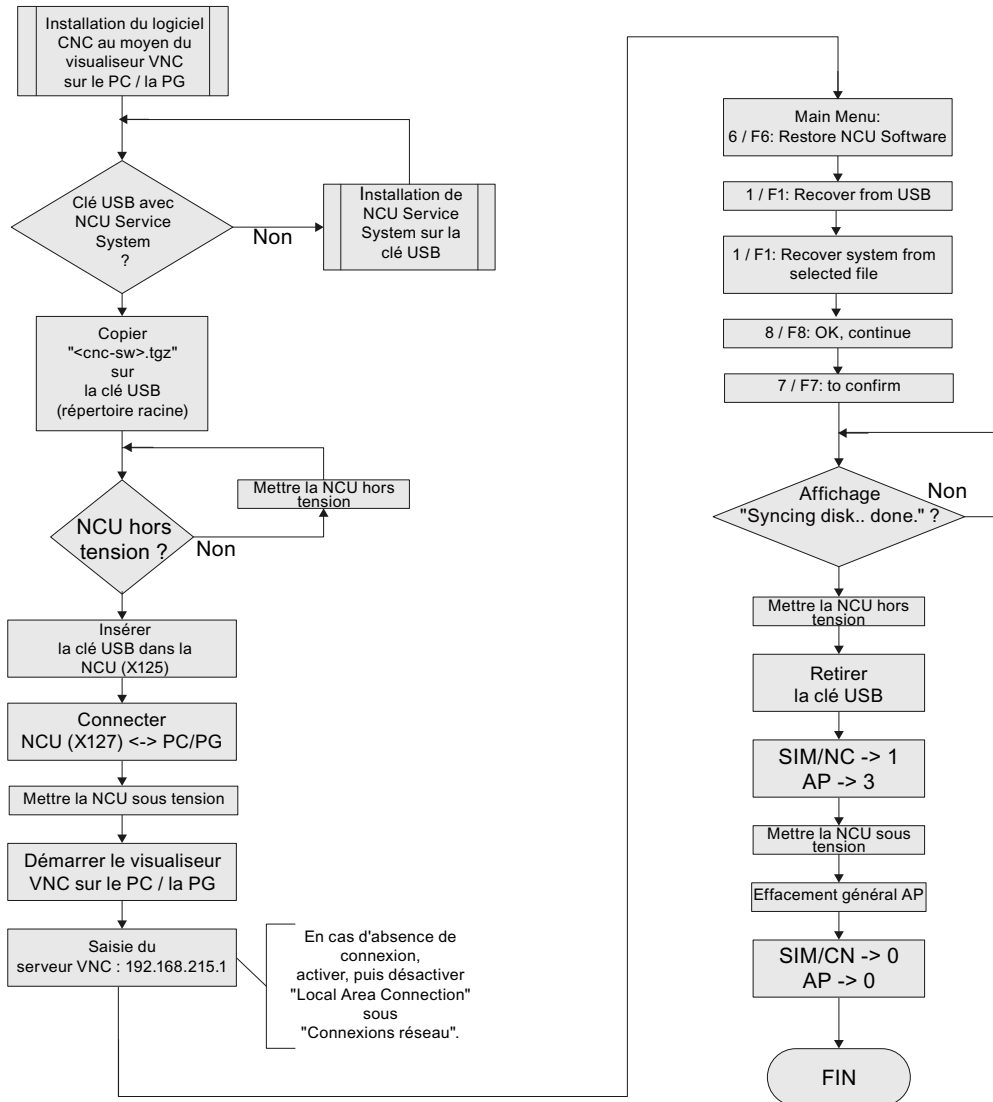 Installation du logiciel
CNC au moyen du
visualiseur VNC
sur le PC / la PG
Clé USB avec
NCU Service
System
?
Non
Installation de
NCU Service
System sur la
clé USB
Copier
"<cnc-sw>.tgz"
sur
la clé USB
(répertoire racine)
Mettre la NCU hors
tension
NCU hors
tension ?
Non
Insérer
la clé USB dans la
NCU (X125)
Connecter
NCU (X127) <-> PC/PG
Mettre la NCU sous tension
Démarrer le visualiseur
VNC sur le PC / la PG
Saisie du
serveur VNC : 192.168.215.1
En cas d'absence de
connexion,
activer, puis désactiver
"Local Area Connection"
sous
"Connexions réseau".
Main Menu:
6 / F6: Restore NCU Software
1 / F1: Recover from USB
1 / F1: Recover system from
selected file
8 / F8: OK, continue
7 / F7: to confirm
Affichage
"Syncing disk.. done." ?
Non
Mettre la NCU hors
tension
Retirer
la clé USB
SIM/NC -> 1
AP -> 3
Mettre la NCU sous
tension
Effacement général AP
SIM/CN -> 0
AP -> 0
FIN